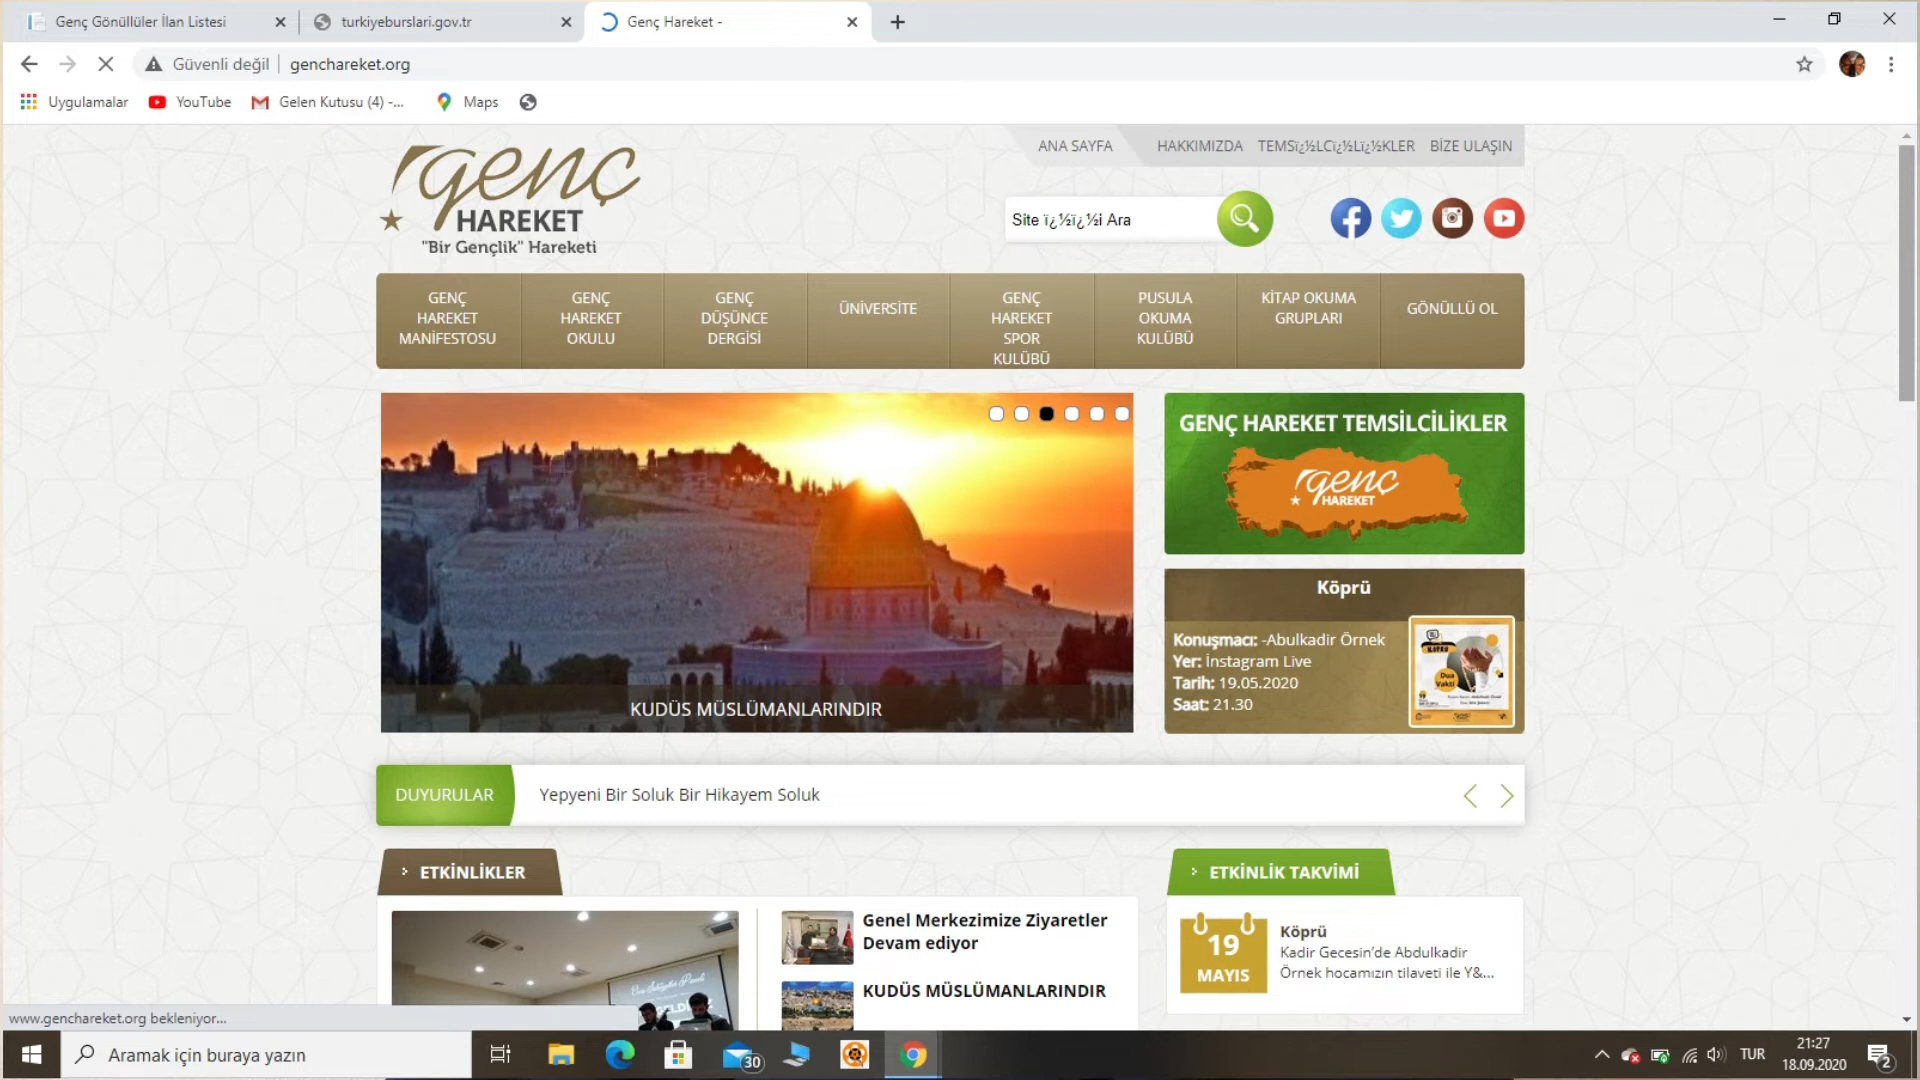 Genç Gönüllüler İlan Listesi
turkiyeburslari.gov.tr
Genç Hareket -
Güvenli değil
genchareket.org
Uygulamalar
YouTube
Gelen Kutusu (4) -...
Maps
genç
HAREKET
"Bir Gençlik" Hareketi
ANA SAYFA
HAKKIMIZDA
TEMSï¿½LCï¿½Lï¿½KLER
BİZE ULAŞIN
Site ï¿½ï¿½i Ara
GENÇ
HAREKET
MANİFESTOSU
GENÇ
HAREKET
OKULU
GENÇ
DÜŞÜNCE
DERGİSİ
ÜNİVERSİTE
GENÇ
HAREKET
SPOR
KULÜBÜ
PUSULA
OKUMA
KULÜBÜ
KİTAP OKUMA
GRUPLARI
GÖNÜLLÜ OL
KUDÜS MÜSLÜMANLARINDIR
GENÇ HAREKET TEMSİLCİLİKLER
genç
HAREKET
Köprü
Konuşmacı: -Abulkadir Örnek
Yer: İnstagram Live
Tarih: 19.05.2020
Saat: 21.30
KÖPRÜ
Dua
Vakti
DUYURULAR
Yepyeni Bir Soluk Bir Hikayem Soluk
ETKİNLİKLER
Genel Merkezimize Ziyaretler
Devam ediyor
KUDÜS MÜSLÜMANLARINDIR
ETKİNLİK TAKVİMİ
19
MAYIS
Köprü
Kadir Gecesin’de Abdulkadir
Örnek hocamızın tilaveti ile Y&...
www.genchareket.org bekleniyor...
Aramak için buraya yazın
30
TUR
21:27
18.09.2020
2